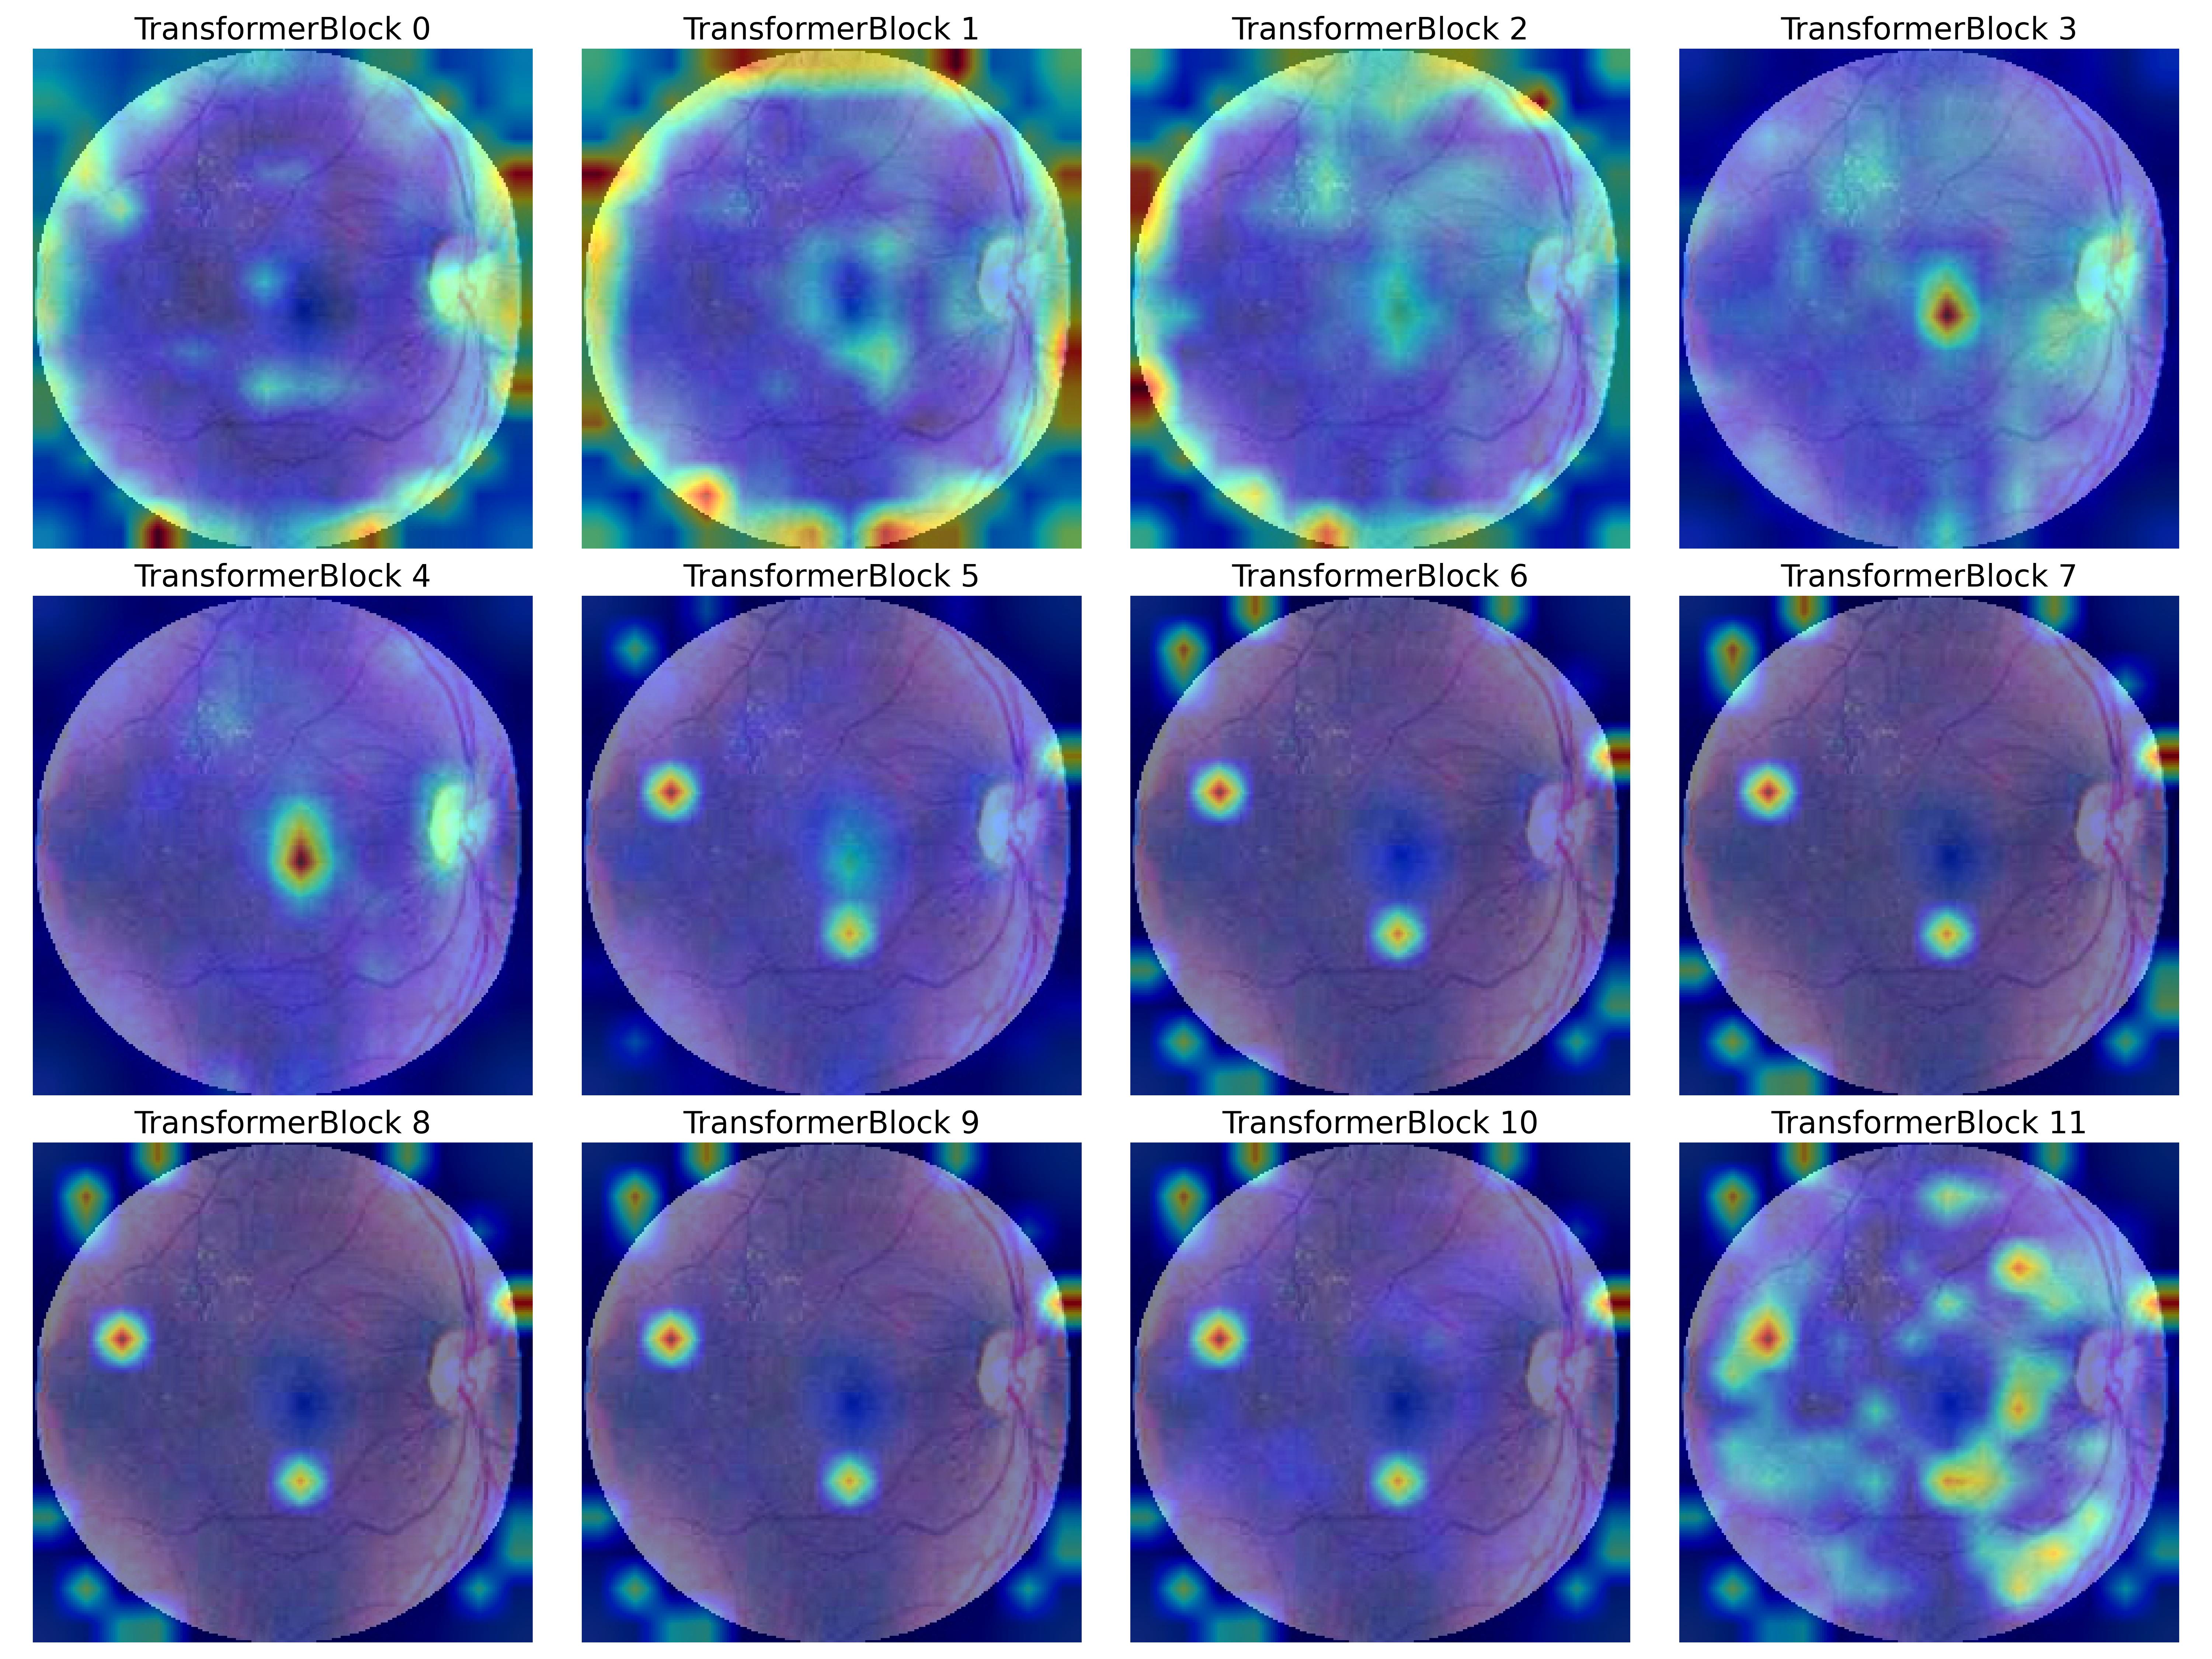 TransformerBlock 0
TransformerBlock 1
TransformerBlock 2
TransformerBlock 3
TransformerBlock 4
TransformerBlock 5
TransformerBlock 6
TransformerBlock 7
TransformerBlock 8
TransformerBlock 9
TransformerBlock 10
TransformerBlock 11